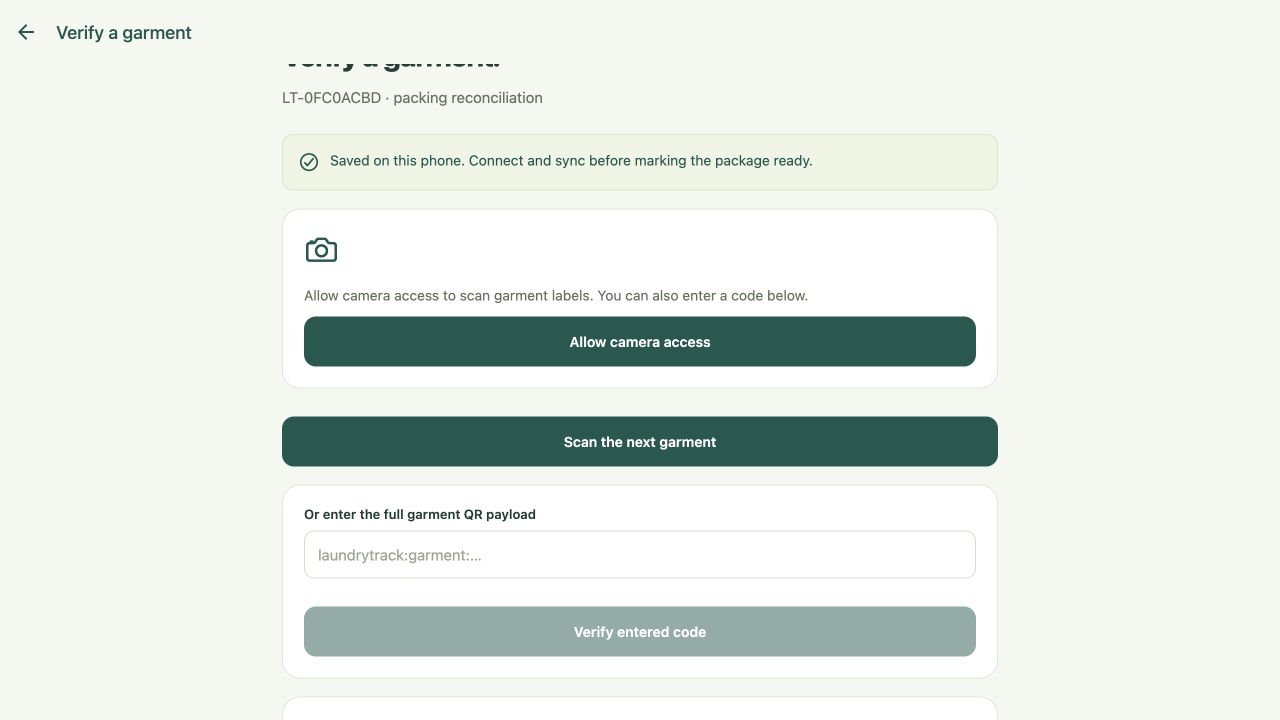 Verify a garment
Verify a garment.
LT-0FC0ACBD · packing reconciliation
Saved on this phone. Connect and sync before marking the package ready.
Allow camera access to scan garment labels. You can also enter a code below.
Allow camera access
Scan the next garment
Or enter the full garment QR payload
laundrytrack:garment:...
Verify entered code